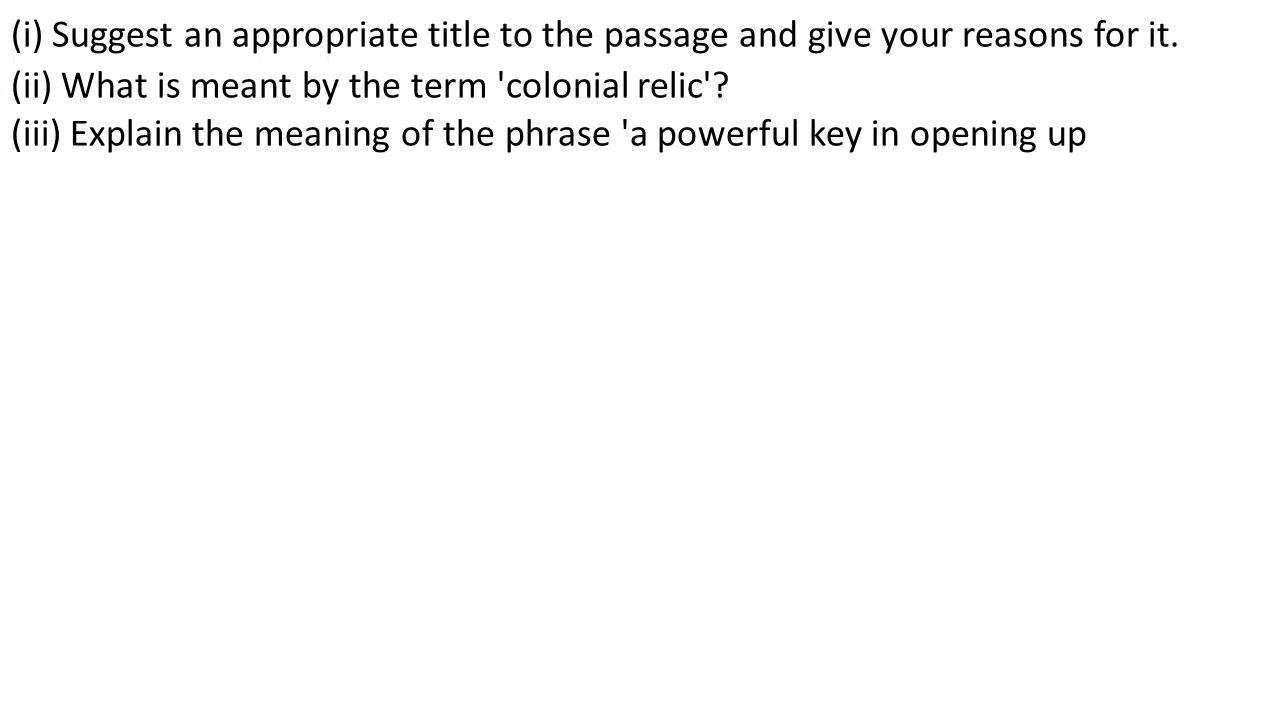 (i) Suggest an appropriate title to the passage and give your reasons for it.
(ii) What is meant by the term 'colonial relic'?
(iii) Explain the meaning of the phrase 'a powerful key in opening up